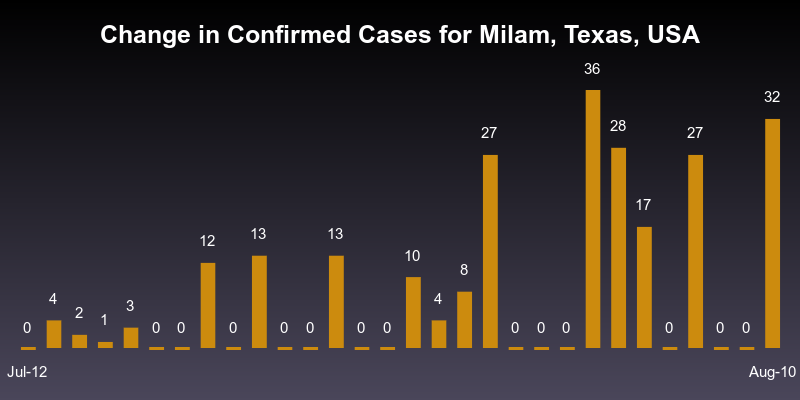 Change in Confirmed Cases for Milam, Texas, USA
0 4 2 1 3 0 0 12 0 13 0 0 13 0 0 10 4 8 27 0 0 0 36 28 17 0 27 0 0 32
Jul-12 Aug-10